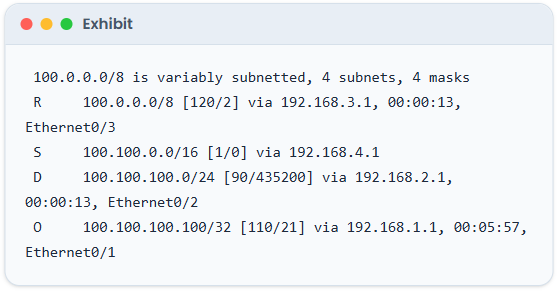 Exhibit
100.0.0.0/8 is variably subnetted, 4 subnets, 4 masks
R 100.0.0.0/8 [120/2] via 192.168.3.1, 00:00:13,
Ethernet0/3
S 100.100.0.0/16 [1/0] via 192.168.4.1
D 100.100.100.0/24 [90/435200] via 192.168.2.1,
00:00:13, Ethernet0/2
O 100.100.100.100/32 [110/21] via 192.168.1.1, 00:05:57,
Ethernet0/1